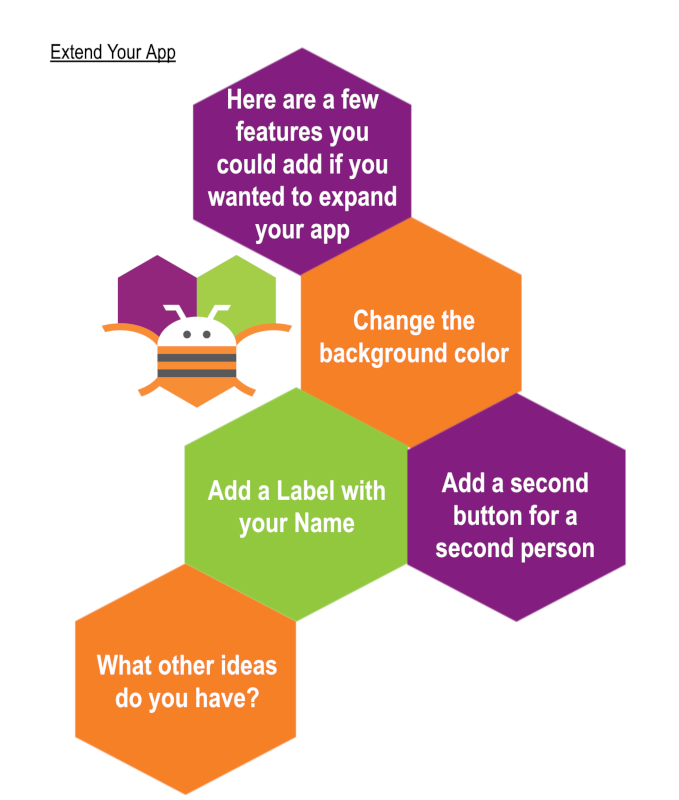 Extend Your App
Here are a few
features you
could add if you
wanted to expand
your app
Change the
background color
Add a Label with
your Name
Add a second
button for a
second person
What other ideas
do you have?